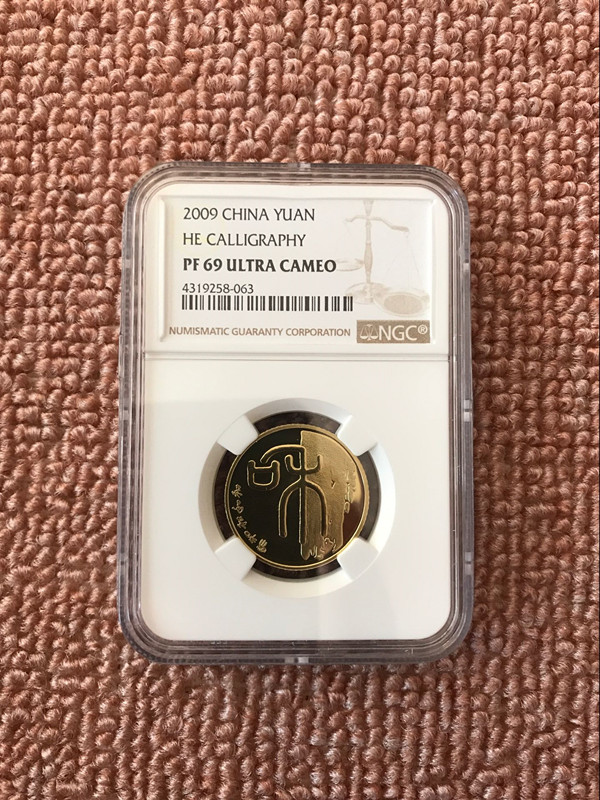 2009 CHINA YUAN
HE CALLIGRAPHY
PF 69 ULTRA CAMEO
4319258-063
NUMISMATIC GUARANTY CORPORATION NGC®